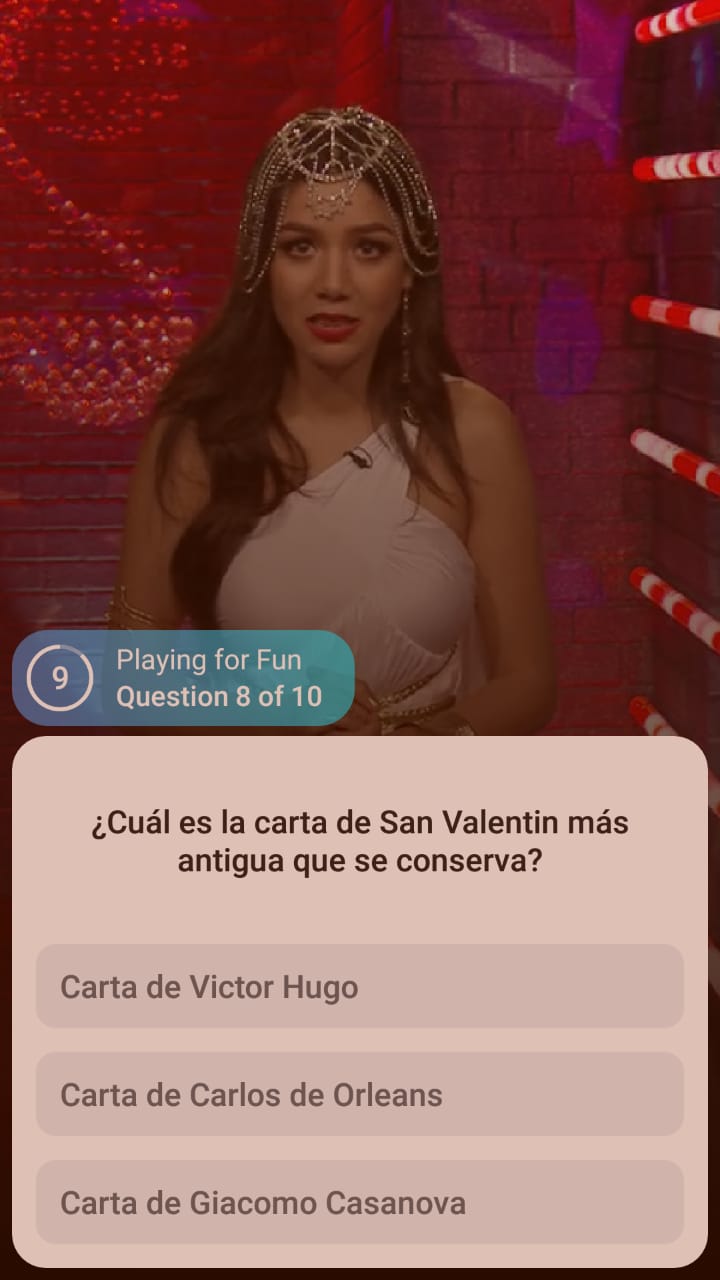 9
Playing for Fun
Question 8 of 10
¿Cuál es la carta de San Valentin más
antigua que se conserva?
Carta de Victor Hugo
Carta de Carlos de Orleans
Carta de Giacomo Casanova